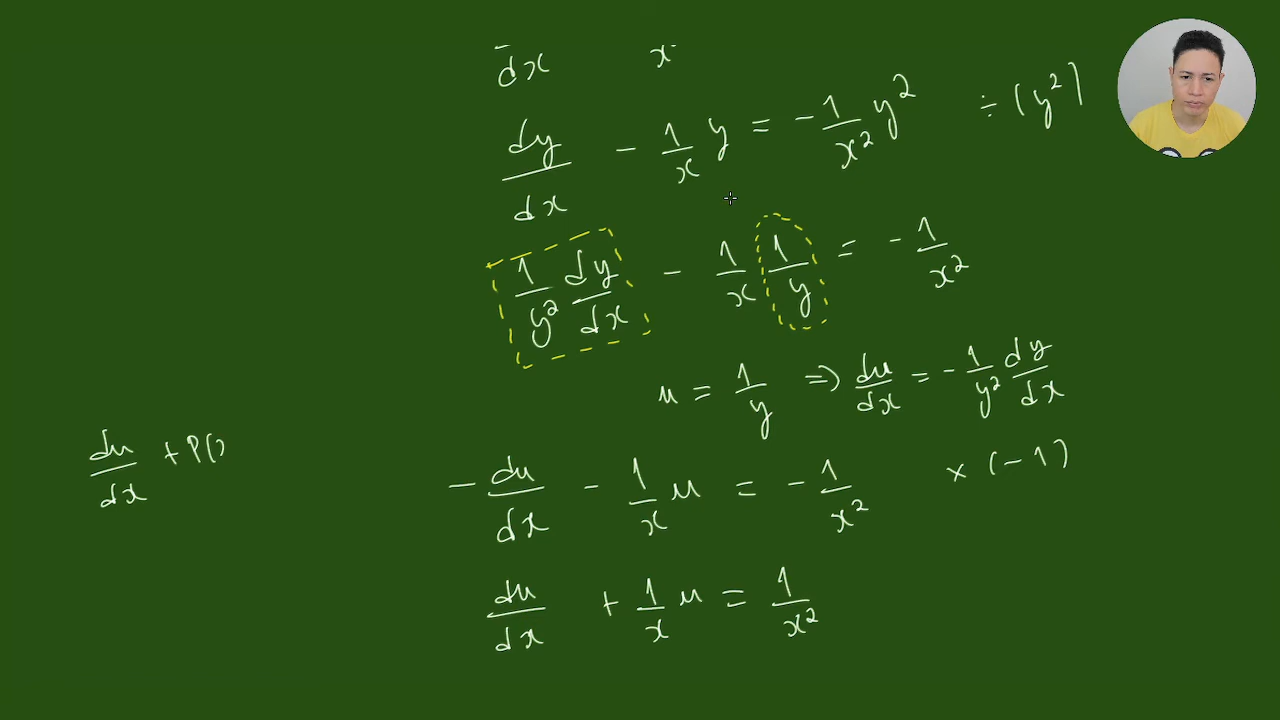 dx x
dy/dx - 1/x y = - 1/x² y² ÷ (y²)
1/y² dy/dx - 1/x 1/y = - 1/x²
u = 1/y ⇒ du/dx = - 1/y² dy/dx
du/dx + P(
- du/dx - 1/x u = - 1/x² × (-1)
du/dx + 1/x u = 1/x²